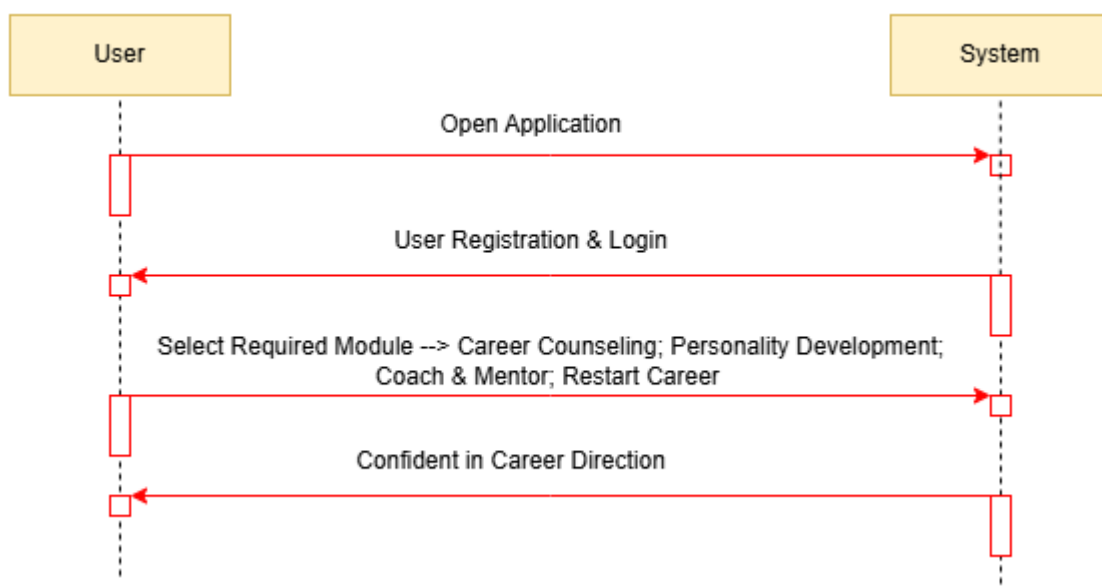 User
System
Open Application
User Registration & Login
Select Required Module --> Career Counseling; Personality Development;
Coach & Mentor; Restart Career
Confident in Career Direction